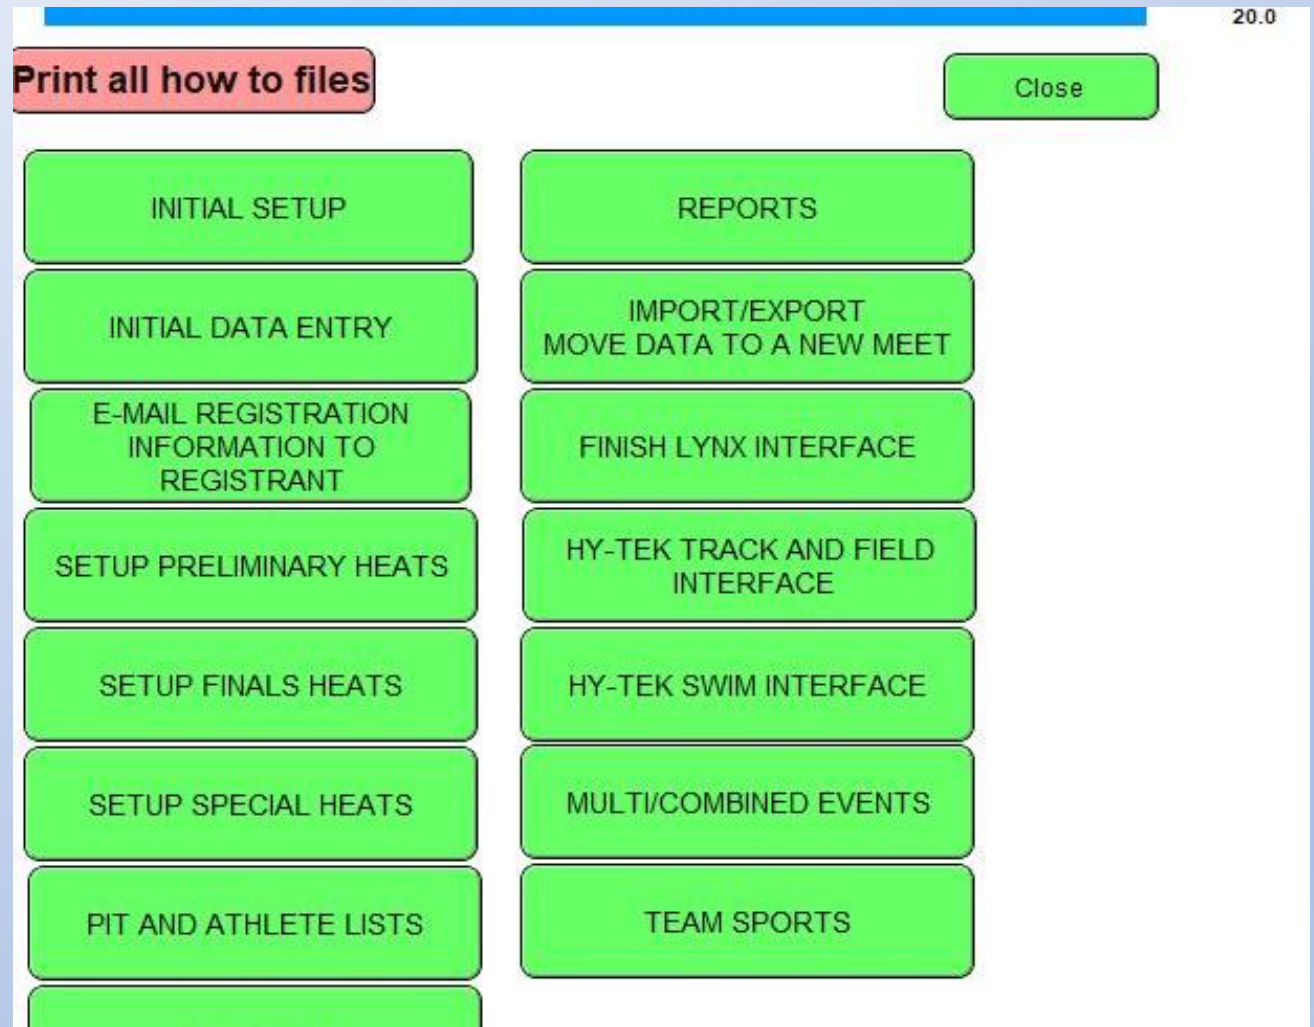 20.0
Print all how to files
Close
INITIAL SETUP
INITIAL DATA ENTRY
E-MAIL REGISTRATION
INFORMATION TO
REGISTRANT
SETUP PRELIMINARY HEATS
SETUP FINALS HEATS
SETUP SPECIAL HEATS
PIT AND ATHLETE LISTS
REPORTS
IMPORT/EXPORT
MOVE DATA TO A NEW MEET
FINISH LYNX INTERFACE
HY-TEK TRACK AND FIELD
INTERFACE
HY-TEK SWIM INTERFACE
MULTI/COMBINED EVENTS
TEAM SPORTS